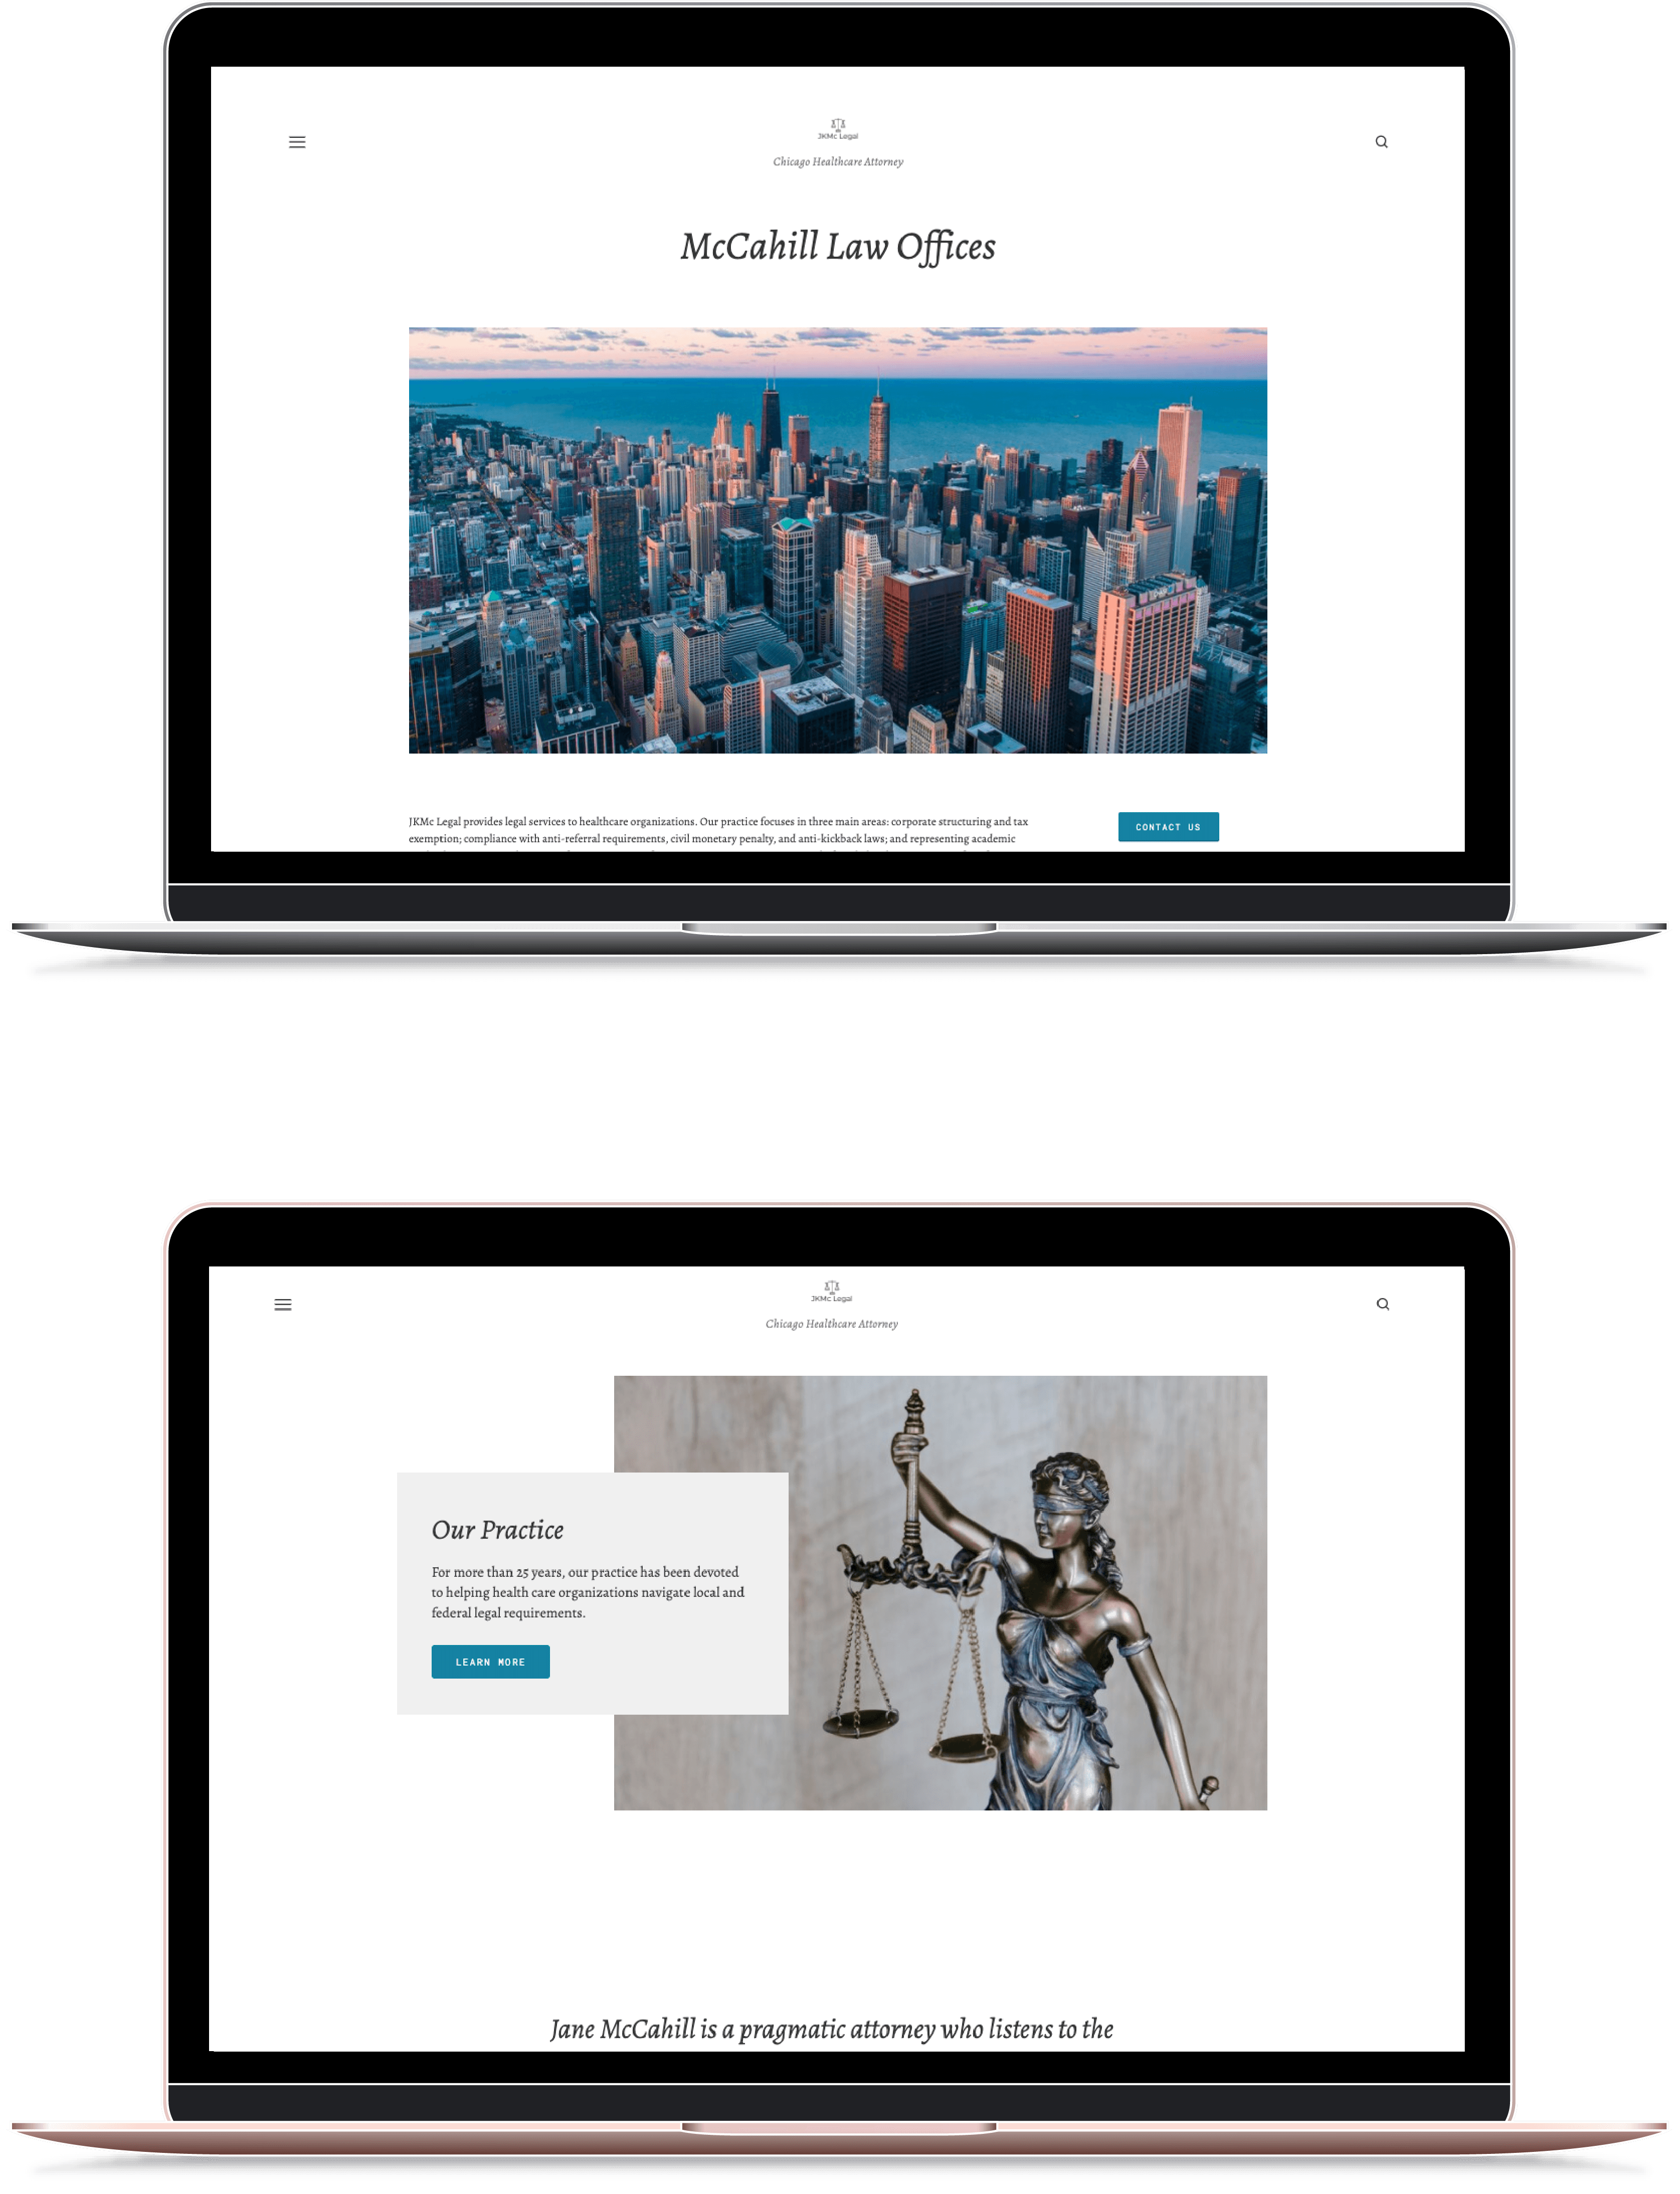 JKMc Legal
Chicago Healthcare Attorney
McCahill Law Offices
JKMc Legal provides legal services to healthcare organizations. Our practice focuses in three main areas: corporate structuring and tax
exemption; compliance with anti-referral requirements, civil monetary penalty, and anti-kickback laws; and representing academic
CONTACT US
JKMc Legal
Chicago Healthcare Attorney
Our Practice
For more than 25 years, our practice has been devoted
to helping health care organizations navigate local and
federal legal requirements.
LEARN MORE
Jane McCahill is a pragmatic attorney who listens to the